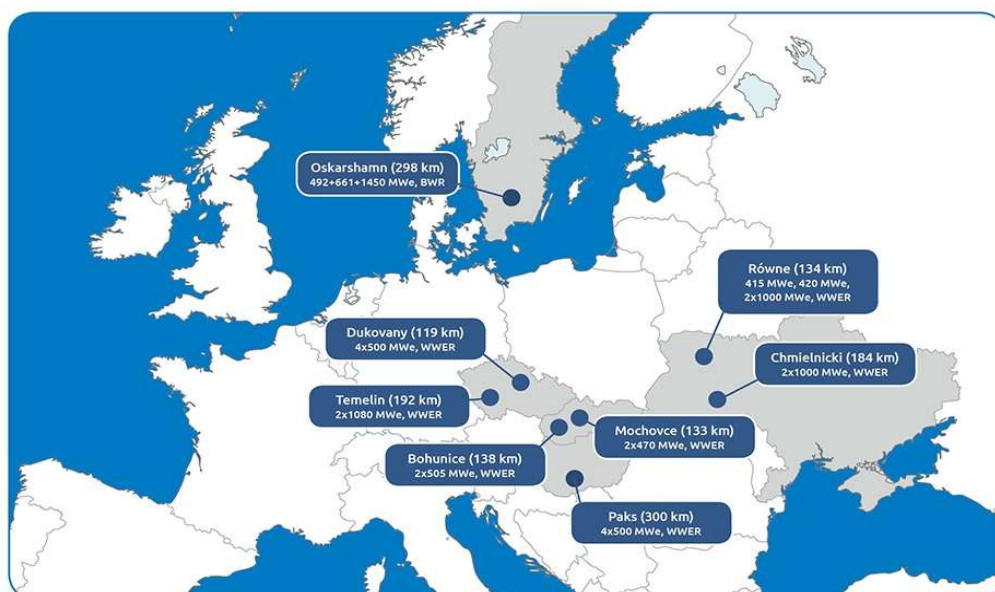 Oskarshamn (298 km)
492+661+1450 MWe, BWR
Równe (134 km)
415 MWe, 420 MWe,
2x1000 MWe, WWER
Dukovany (119 km)
4x500 MWe, WWER
Chmielnicki (184 km)
2x1000 MWe, WWER
Temelin (192 km)
2x1080 MWe, WWER
Mochovce (133 km)
2x470 MWe, WWER
Bohunice (138 km)
2x505 MWe, WWER
Paks (300 km)
4x500 MWe, WWER